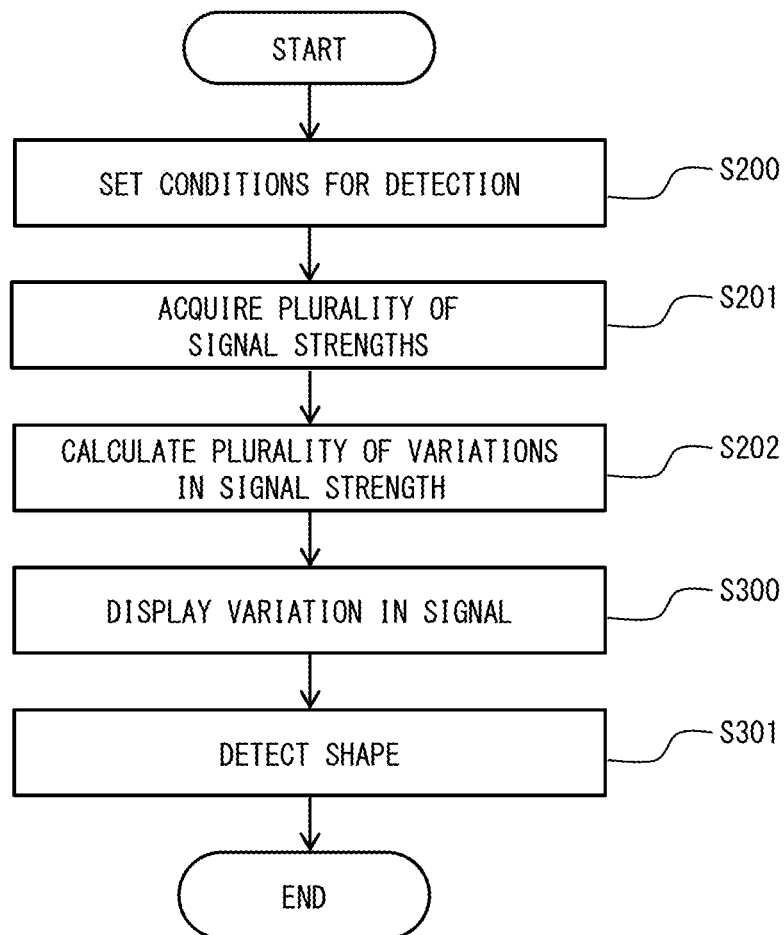 START
SET CONDITIONS FOR DETECTION
S200
ACQUIRE PLURALITY OF
SIGNAL STRENGTHS
S201
CALCULATE PLURALITY OF VARIATIONS
IN SIGNAL STRENGTH
S202
DISPLAY VARIATION IN SIGNAL
S300
DETECT SHAPE
S301
END